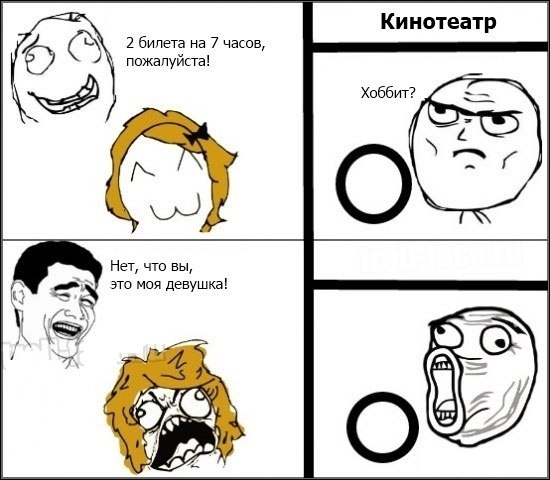 2 билета на 7 часов,
пожалуйста!
Кинотеатр
Хоббит?
Нет, что вы,
это моя девушка!